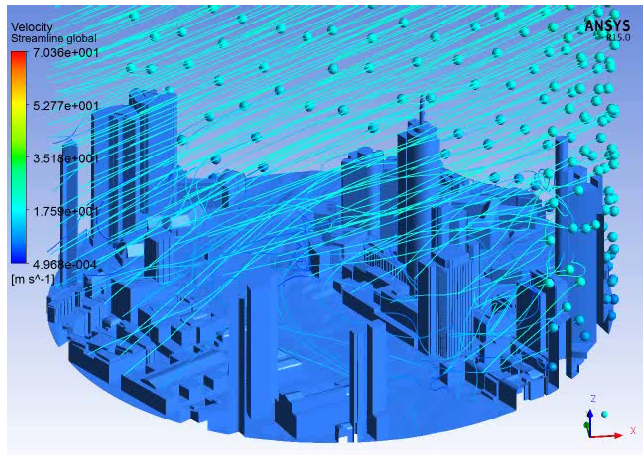 Velocity
Streamline global
7.036e+001
5.277e+001
3.518e+001
1.759e+001
4.968e-004
[m s^-1]
ANSYS
R15.0
Z
X